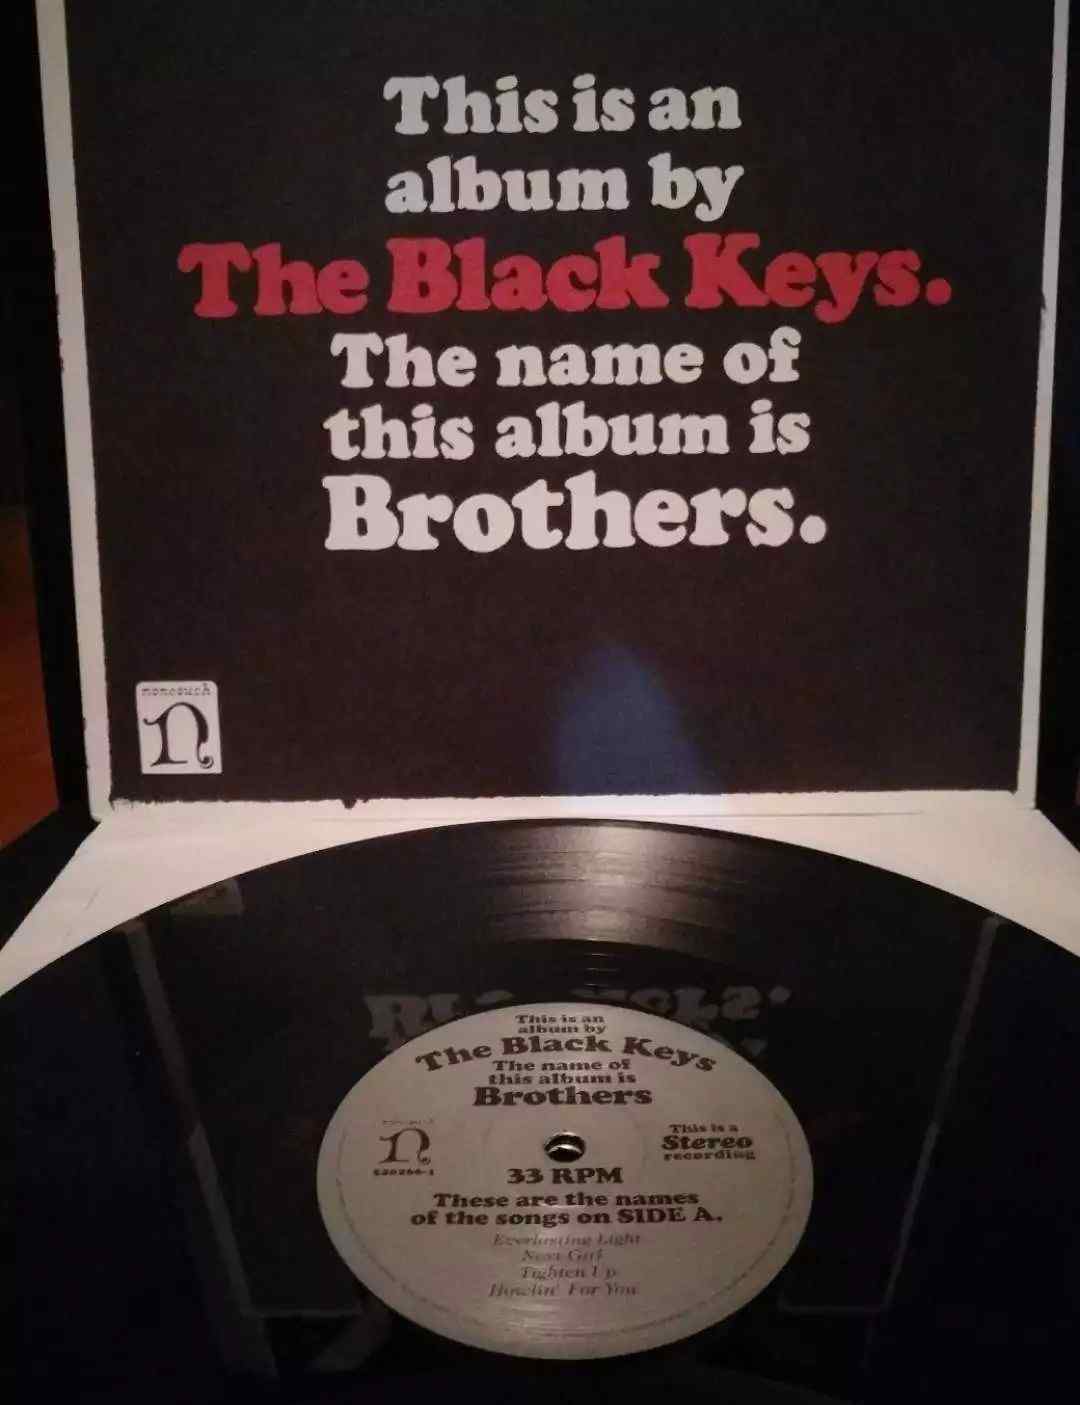 This is an
album by
The Black Keys.
The name of
this album is
Brothers.
nonesuch
n
This is an
album by
The Black Keys
The name of
this album is
Brothers
n
This is a
Stereo
recording
33 RPM
These are the names
of the songs on SIDE A.
Everlasting Light
Next Girl
Tighten Up
Howlin' For You